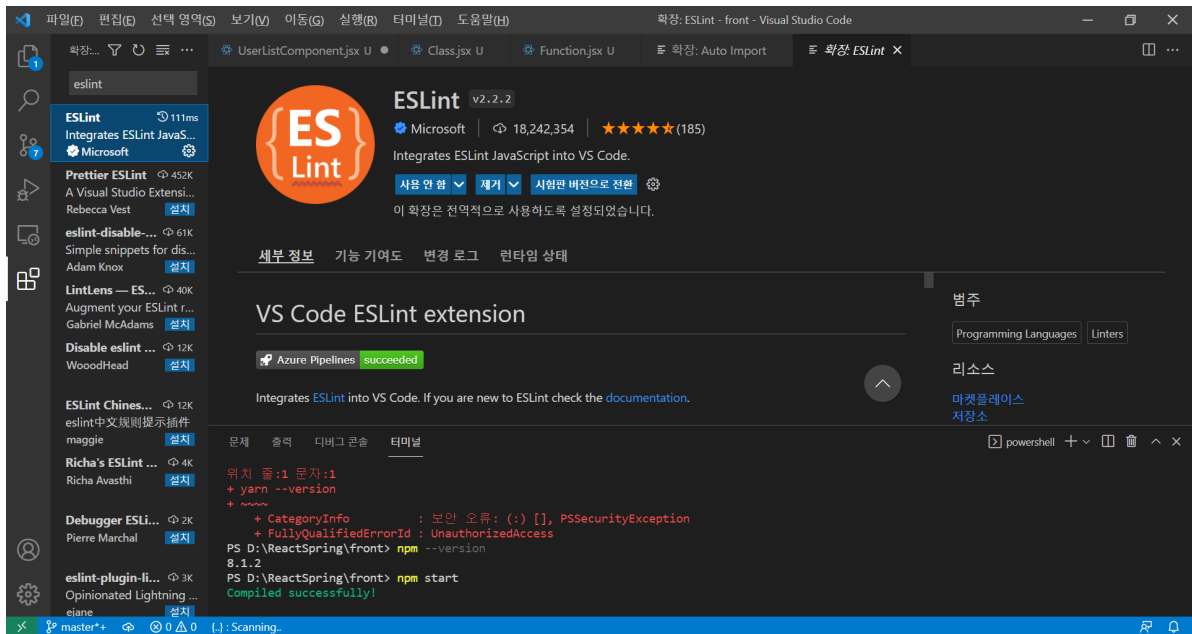 파일(F) 편집(E) 선택 영역(S) 보기(V) 이동(G) 실행(R) 터미널(T) 도움말(H) 확장: ESLint - front - Visual Studio Code
확장:...
UserListComponent.jsx U Class.jsx U Function.jsx U 확장: Auto Import 확장: ESLint
1
7
eslint
ESLint 111ms
Integrates ESLint JavaS...
Microsoft
Prettier ESLint 452K
A Visual Studio Extensi...
Rebecca Vest 설치
eslint-disable-... 61K
Simple snippets for dis...
Adam Knox 설치
LintLens — ES... 40K
Augment your ESLint r...
Gabriel McAdams 설치
Disable eslint ... 12K
WooodHead 설치
ESLint Chines... 12K
eslint中文规则提示插件
maggie 설치
Richa's ESLint ... 4K
Richa Avasthi 설치
Debugger ESLi... 2K
Pierre Marchal 설치
eslint-plugin-li... 3K
Opinionated Lightning ...
ejane 설치
{ES
Lint}
ESLint v2.2.2
Microsoft 18,242,354 ★★★★★(185)
Integrates ESLint JavaScript into VS Code.
사용 안 함 제거 시험판 버전으로 전환
이 확장은 전역적으로 사용하도록 설정되었습니다.
세부 정보 기능 기여도 변경 로그 런타임 상태
VS Code ESLint extension
Azure Pipelines succeeded
Integrates ESLint into VS Code. If you are new to ESLint check the documentation.
범주
Programming Languages Linters
리소스
마켓플레이스
저장소
문제 출력 디버그 콘솔 터미널 powershell
위치 줄:1 문자:1
+ yarn --version
+ ~~~~
+ CategoryInfo : 보안 오류: (:) [], PSSecurityException
+ FullyQualifiedErrorId : UnauthorizedAccess
PS D:\ReactSpring\front> npm --version
8.1.2
PS D:\ReactSpring\front> npm start
Compiled successfully!
master*+ 0 0 {..} : Scanning..